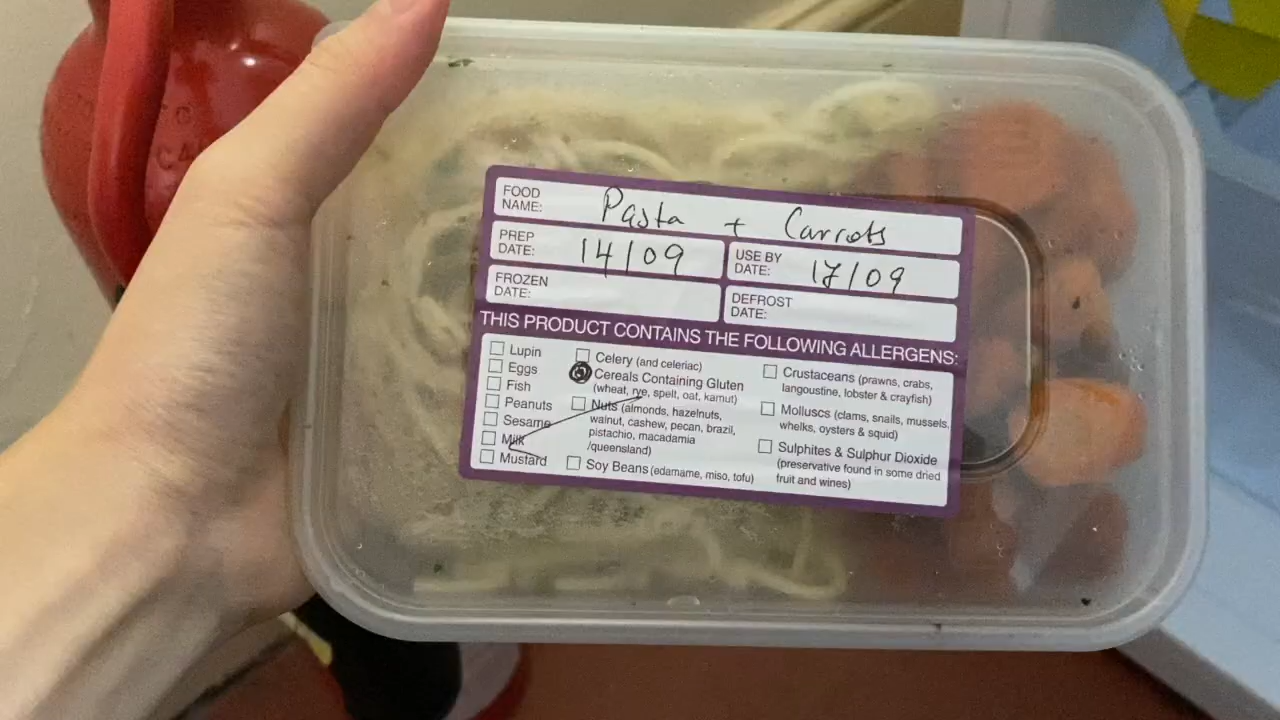 FOOD NAME: Pasta + Carrots
PREP DATE: 14/09
USE BY DATE: 17/09
FROZEN DATE:
DEFROST DATE:
THIS PRODUCT CONTAINS THE FOLLOWING ALLERGENS:
Lupin
Eggs
Fish
Peanuts
Sesame
Milk
Mustard
Celery (and celeriac)
Cereals Containing Gluten
(wheat, rye, spelt, oat, kamut)
Nuts (almonds, hazelnuts,
walnut, cashew, pecan, brazil,
pistachio, macadamia
/queensland)
Soy Beans (edamame, miso, tofu)
Crustaceans (prawns, crabs,
langoustine, lobster & crayfish)
Molluscs (clams, snails, mussels,
whelks, oysters & squid)
Sulphites & Sulphur Dioxide
(preservative found in some dried
fruit and wines)